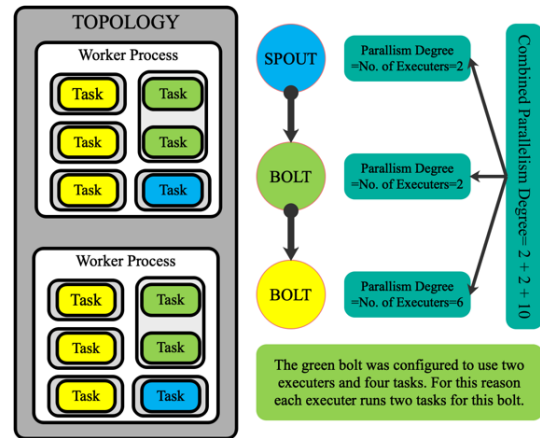 TOPOLOGY
Worker Process
Task
Task
Task
Task
Task
Task
Worker Process
Task
Task
Task
Task
Task
Task
SPOUT
BOLT
BOLT
Parallism Degree
=No. of Executers=2
Parallism Degree
=No. of Executers=2
Parallism Degree
=No. of Executers=6
Combined Parallelism Degree= 2 + 2 + 10
The green bolt was configured to use two
executers and four tasks. For this reason
each executer runs two tasks for this bolt.